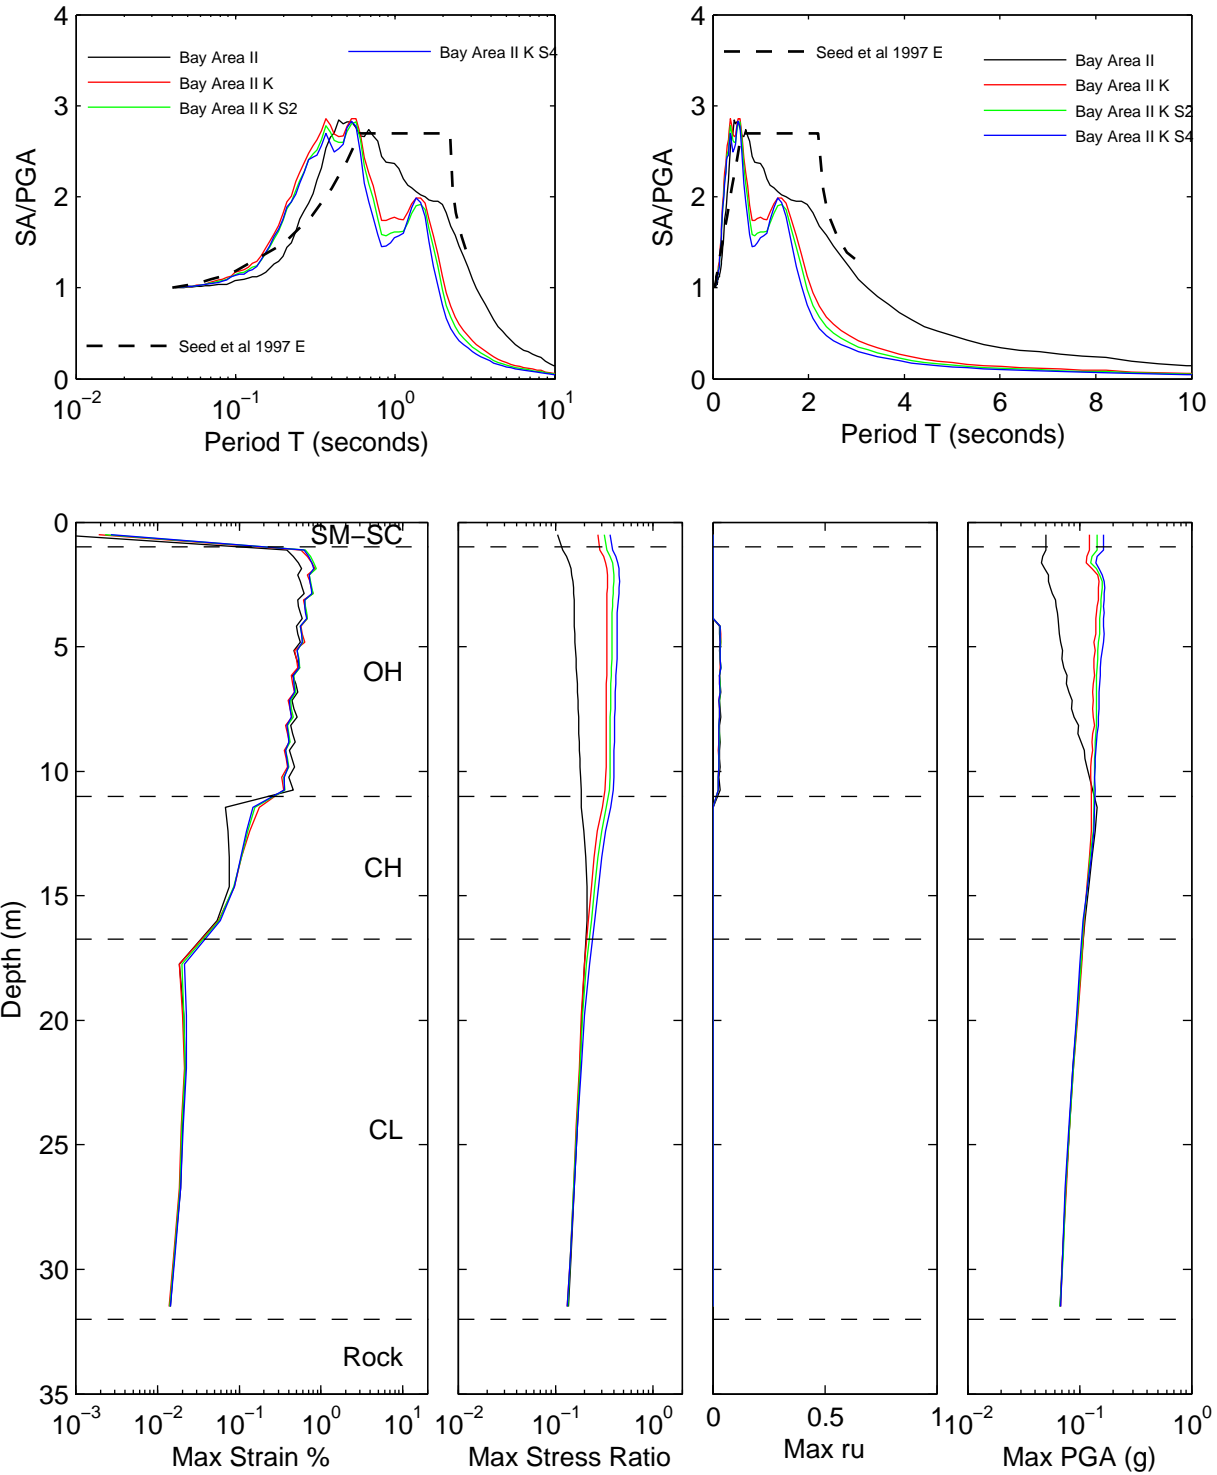 4
3
2
1
0
SA/PGA
Bay Area II
Bay Area II K
Bay Area II K S2
Bay Area II K S4
Seed et al 1997 E
10^−2
10^−1
10^0
10^1
Period T (seconds)
4
3
2
1
0
SA/PGA
Seed et al 1997 E
Bay Area II
Bay Area II K
Bay Area II K S2
Bay Area II K S4
0
2
4
6
8
10
Period T (seconds)
0
5
10
15
20
25
30
35
Depth (m)
SM−SC
OH
CH
CL
Rock
10^−3
10^−2
10^−1
10^0
10^1
Max Strain %
10^−2
10^−1
10^0
Max Stress Ratio
0
0.5
1
Max ru
10^−2
10^−1
10^0
Max PGA (g)